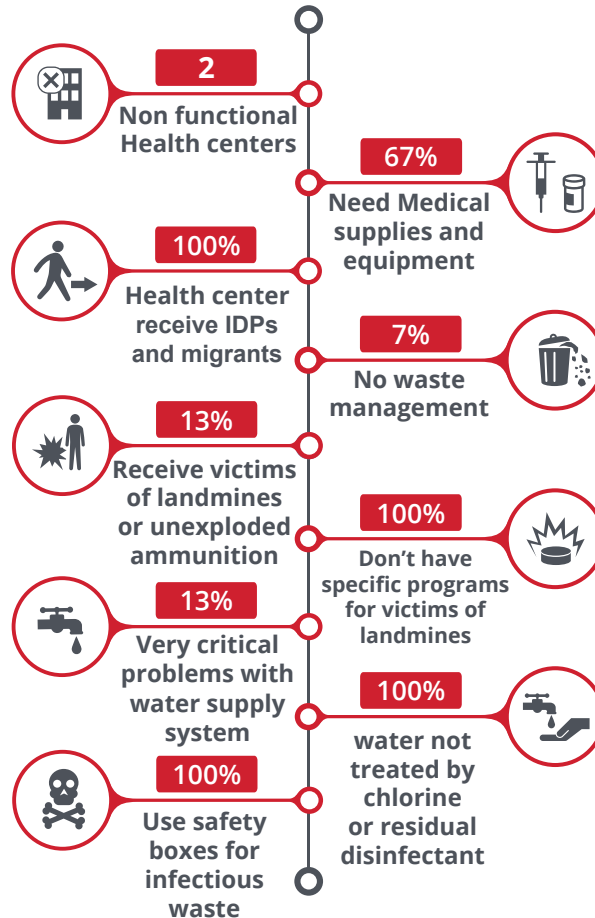 2
Non functional
Health centers
67%
Need Medical
supplies and
equipment
100%
Health center
receive IDPs
and migrants
7%
No waste
management
13%
Receive victims
of landmines
or unexploded
ammunition
100%
Don’t have
specific programs
for victims of
landmines
13%
Very critical
problems with
water supply
system
100%
water not
treated by
chlorine
or residual
disinfectant
100%
Use safety
boxes for
infectious
waste